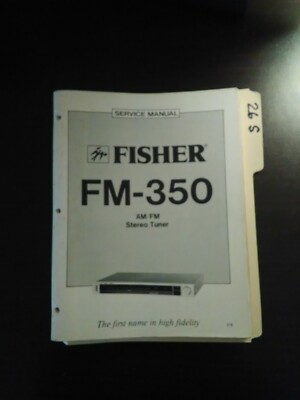 SERVICE MANUAL
FISHER
FM-350
AM/FM
Stereo Tuner
The first name in high fidelity.